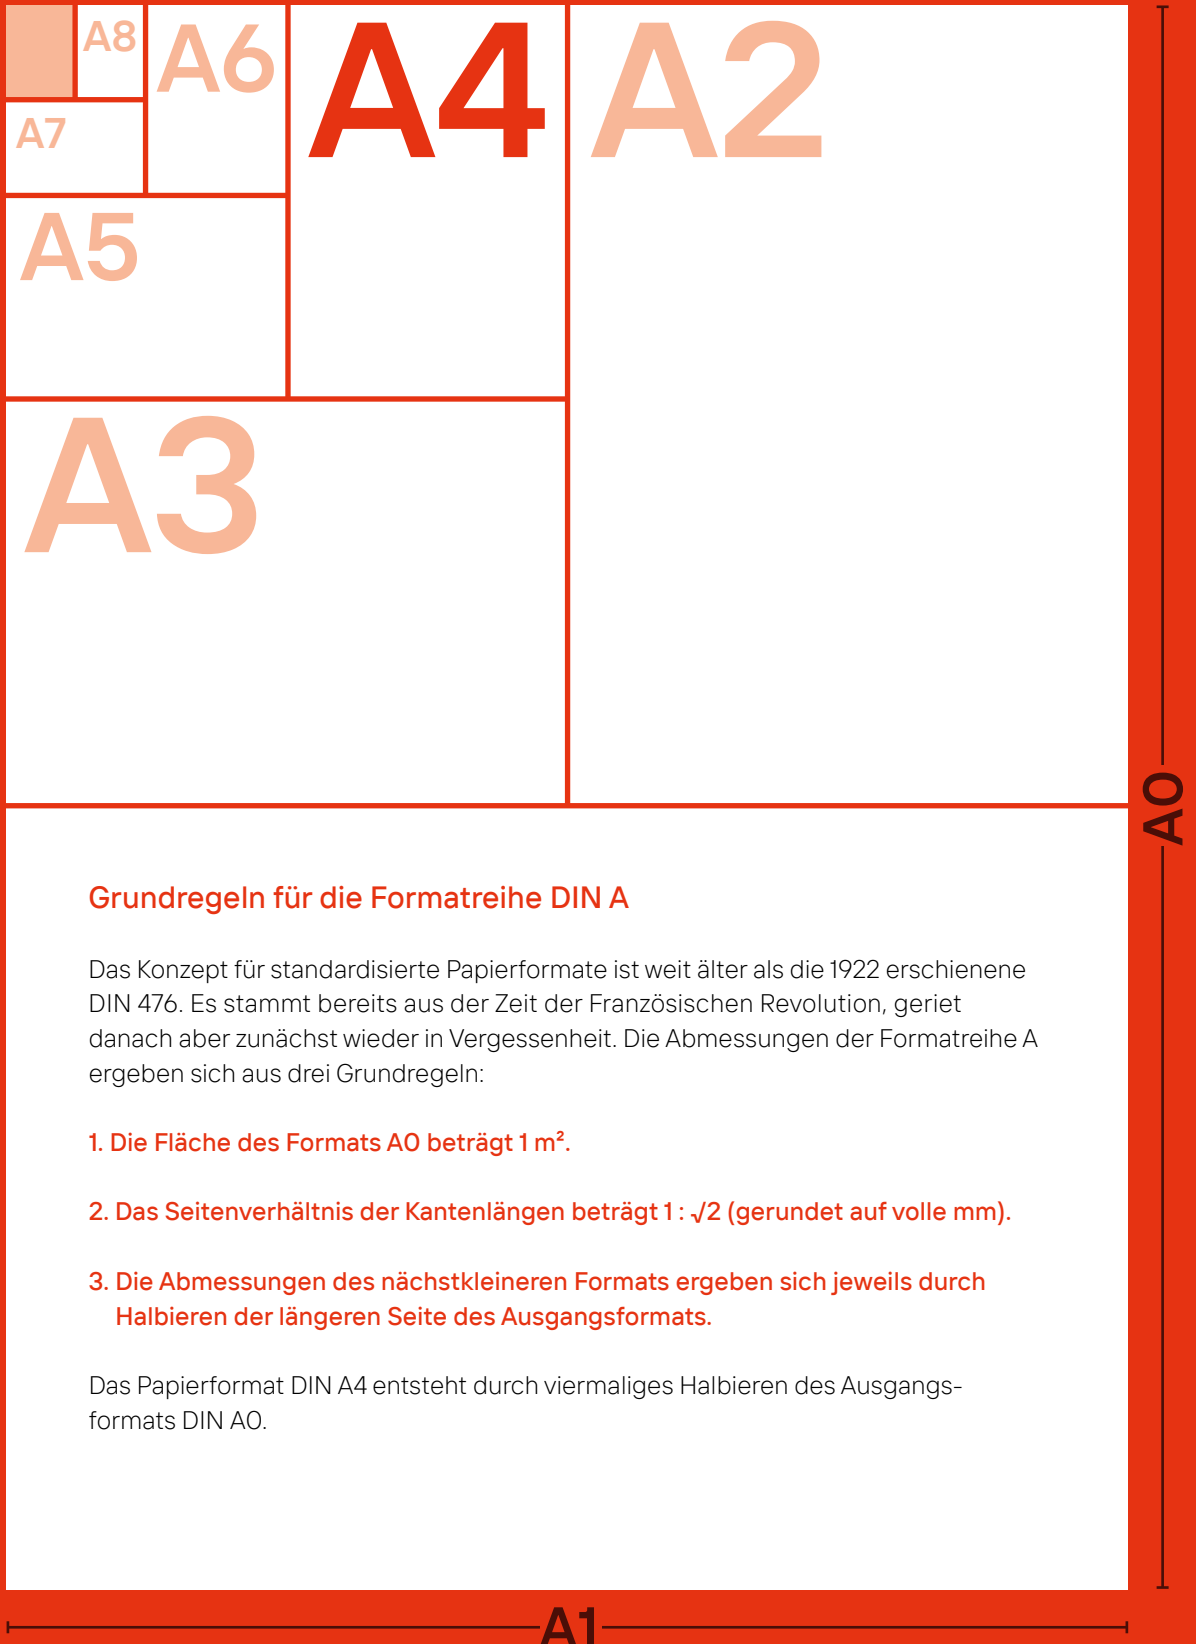 A8
A6
A4
A2
A7
A5
A3
A0
Grundregeln für die Formatreihe DIN A
Das Konzept für standardisierte Papierformate ist weit älter als die 1922 erschienene
DIN 476. Es stammt bereits aus der Zeit der Französischen Revolution, geriet
danach aber zunächst wieder in Vergessenheit. Die Abmessungen der Formatreihe A
ergeben sich aus drei Grundregeln:
1. Die Fläche des Formats A0 beträgt 1 m².
2. Das Seitenverhältnis der Kantenlängen beträgt 1 : √2 (gerundet auf volle mm).
3. Die Abmessungen des nächstkleineren Formats ergeben sich jeweils durch
Halbieren der längeren Seite des Ausgangsformats.
Das Papierformat DIN A4 entsteht durch viermaliges Halbieren des Ausgangs-
formats DIN A0.
A1